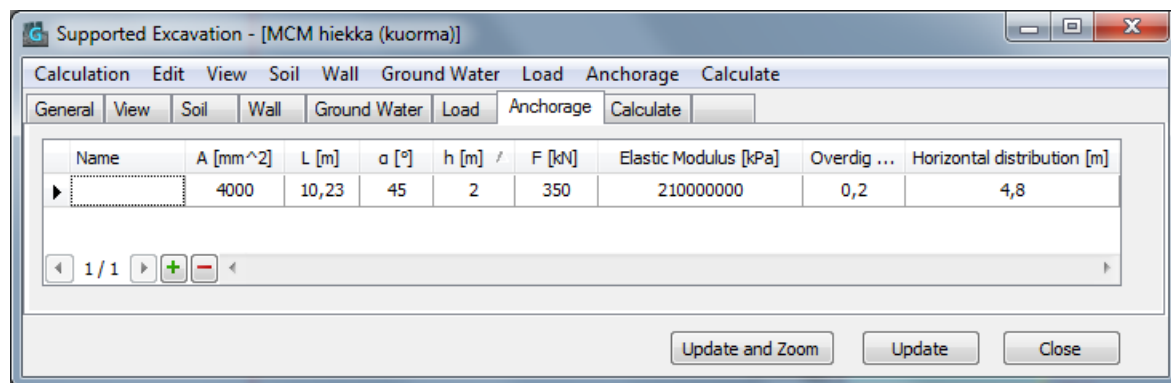 Supported Excavation - [MCM hiekka (kuorma)]
Calculation Edit View Soil Wall Ground Water Load Anchorage Calculate
General View Soil Wall Ground Water Load Anchorage Calculate
Name A [mm^2] L [m] α [°] h [m] F [kN] Elastic Modulus [kPa] Overdig ... Horizontal distribution [m]
4000 10,23 45 2 350 210000000 0,2 4,8
1 / 1
Update and Zoom Update Close